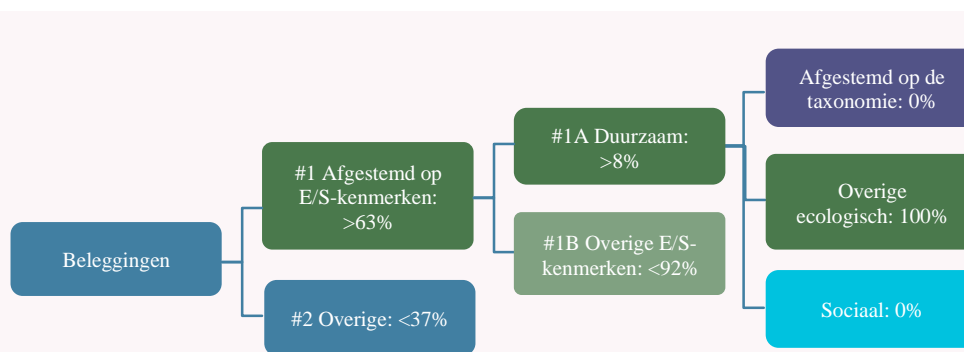 Beleggingen
#1 Afgestemd op
E/S-kenmerken:
>63%
#2 Overige: <37%
#1A Duurzaam:
>8%
#1B Overige E/S-
kenmerken: <92%
Afgestemd op de
taxonomie: 0%
Overige
ecologisch: 100%
Sociaal: 0%